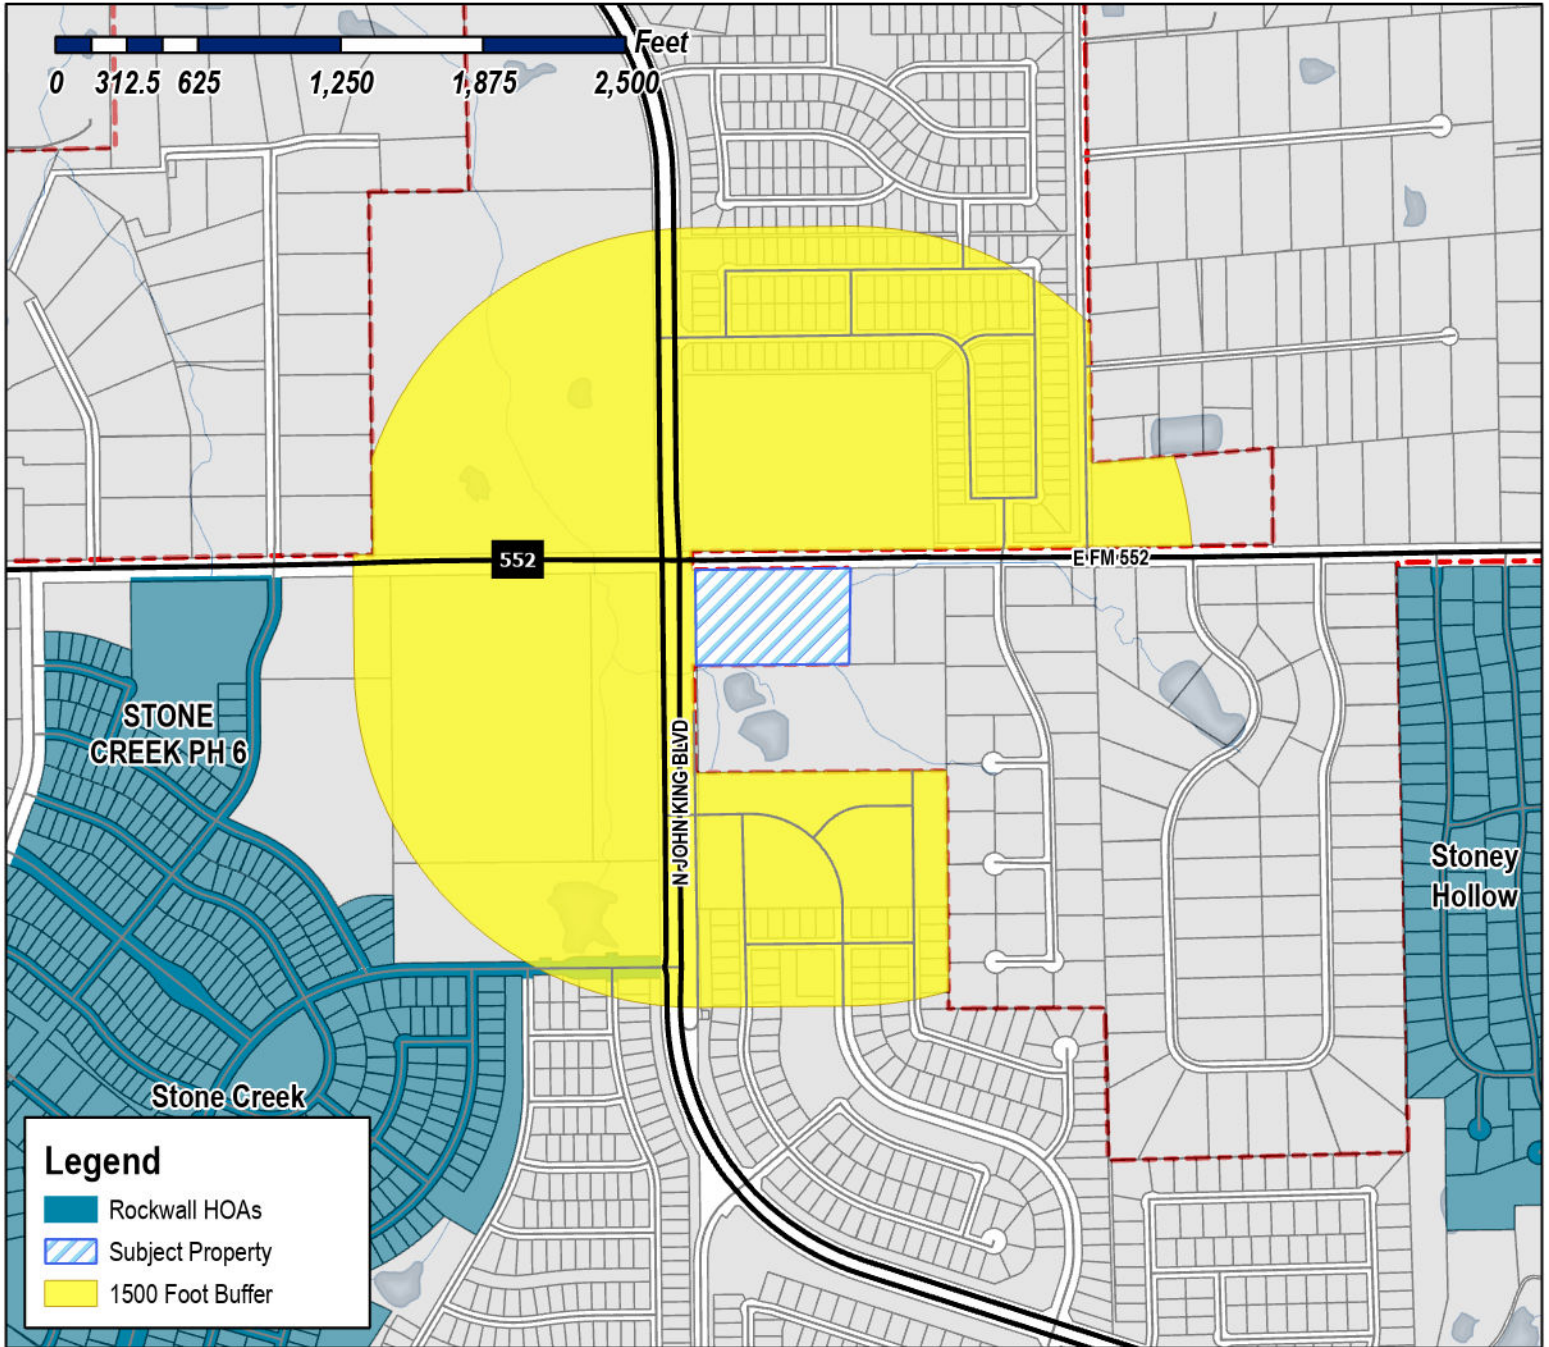 Feet
0 312.5 625 1,250 1,875 2,500
552
E FM 552
STONE
CREEK PH 6
N JOHN KING BLVD
Stoney
Hollow
Stone Creek
Legend
Rockwall HOAs
Subject Property
1500 Foot Buffer